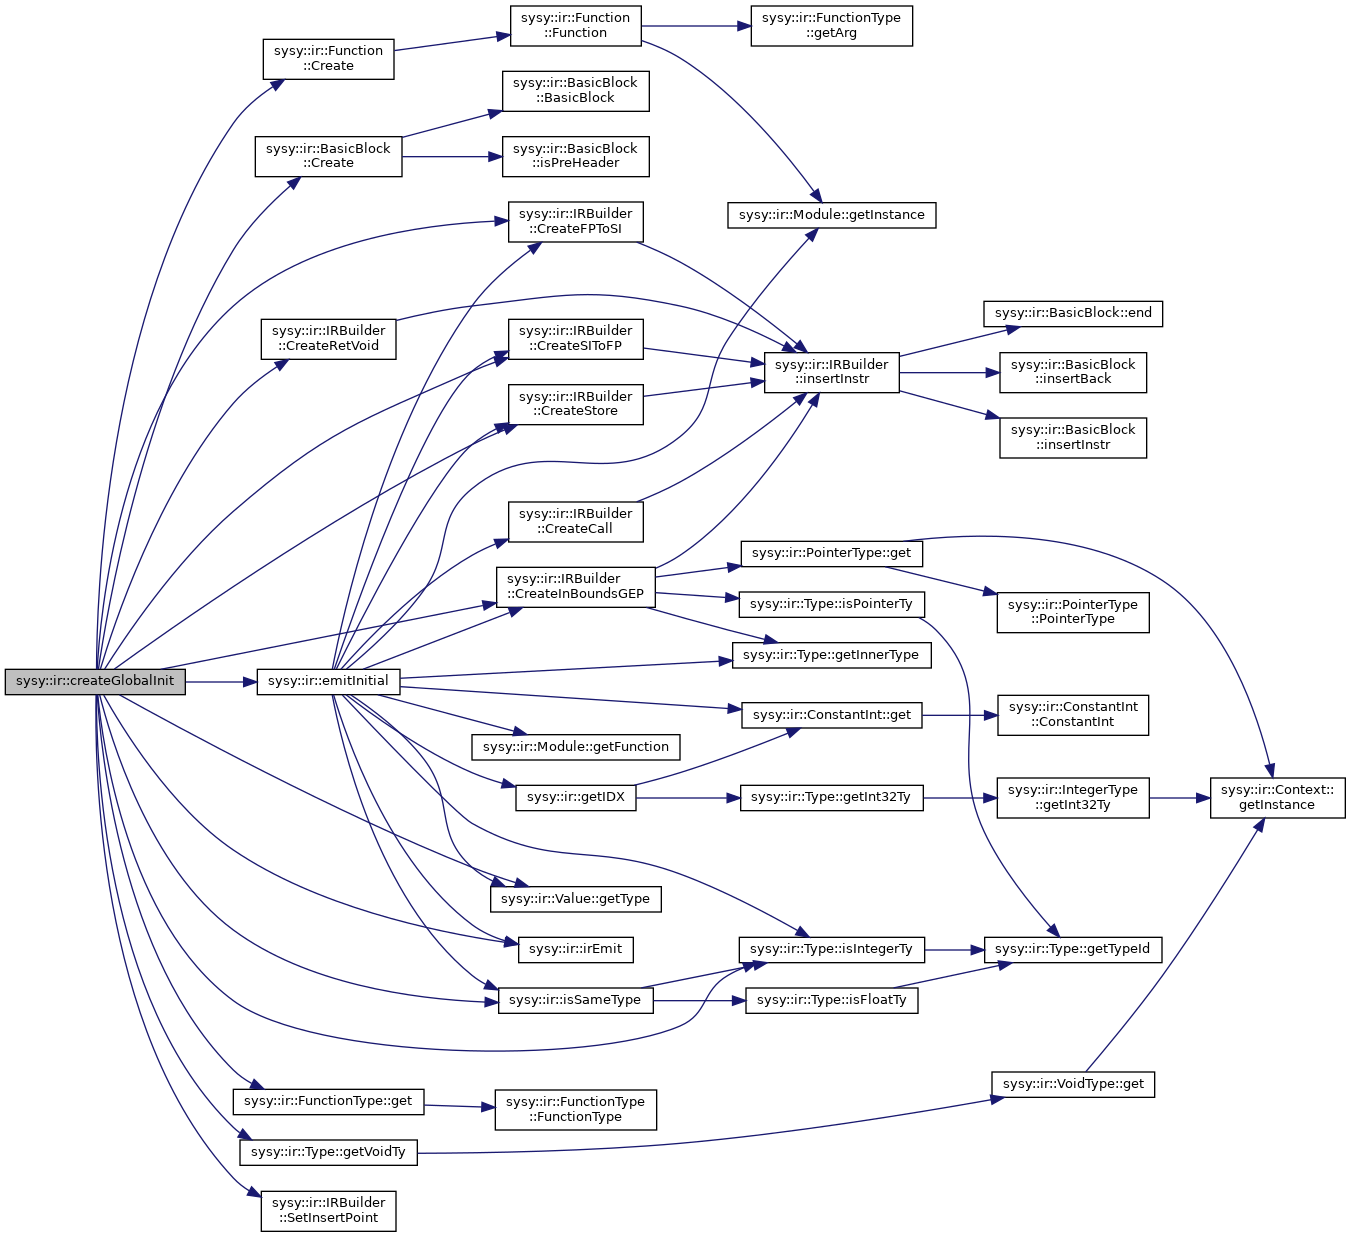 sysy::ir::Function
::Function
sysy::ir::FunctionType
::getArg
sysy::ir::Function
::Create
sysy::ir::BasicBlock
::BasicBlock
sysy::ir::BasicBlock
::Create
sysy::ir::BasicBlock
::isPreHeader
sysy::ir::Module::getInstance
sysy::ir::IRBuilder
::CreateFPToSI
sysy::ir::BasicBlock::end
sysy::ir::IRBuilder
::CreateRetVoid
sysy::ir::IRBuilder
::CreateSIToFP
sysy::ir::IRBuilder
::insertInstr
sysy::ir::BasicBlock
::insertBack
sysy::ir::IRBuilder
::CreateStore
sysy::ir::BasicBlock
::insertInstr
sysy::ir::IRBuilder
::CreateCall
sysy::ir::PointerType::get
sysy::ir::IRBuilder
::CreateInBoundsGEP
sysy::ir::Type::isPointerTy
sysy::ir::PointerType
::PointerType
sysy::ir::Type::getInnerType
sysy::ir::createGlobalInit
sysy::ir::emitInitial
sysy::ir::ConstantInt::get
sysy::ir::ConstantInt
::ConstantInt
sysy::ir::Module::getFunction
sysy::ir::getIDX
sysy::ir::Type::getInt32Ty
sysy::ir::IntegerType
::getInt32Ty
sysy::ir::Context::
getInstance
sysy::ir::Value::getType
sysy::ir::irEmit
sysy::ir::Type::isIntegerTy
sysy::ir::Type::getTypeId
sysy::ir::isSameType
sysy::ir::Type::isFloatTy
sysy::ir::VoidType::get
sysy::ir::FunctionType::get
sysy::ir::FunctionType
::FunctionType
sysy::ir::Type::getVoidTy
sysy::ir::IRBuilder
::SetInsertPoint